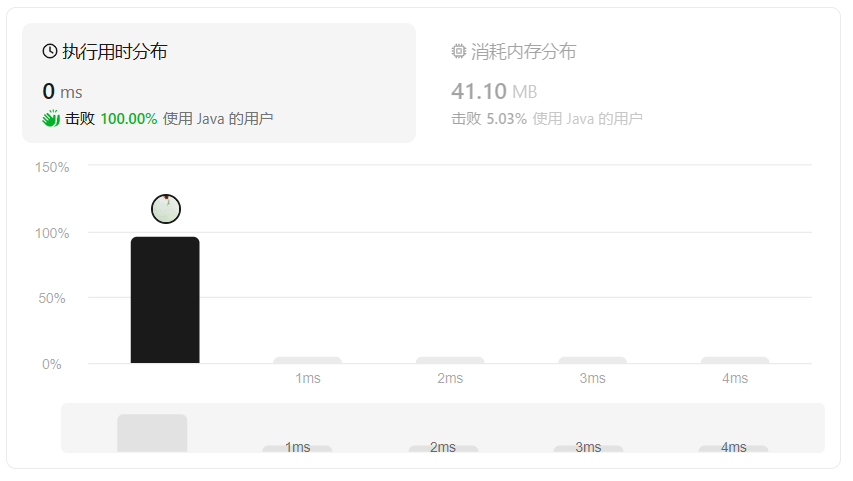 执行用时分布
0 ms
击败 100.00% 使用 Java 的用户
消耗内存分布
41.10 MB
击败 5.03% 使用 Java 的用户
150%
100%
50%
0%
1ms 2ms 3ms 4ms
1ms 2ms 3ms 4ms